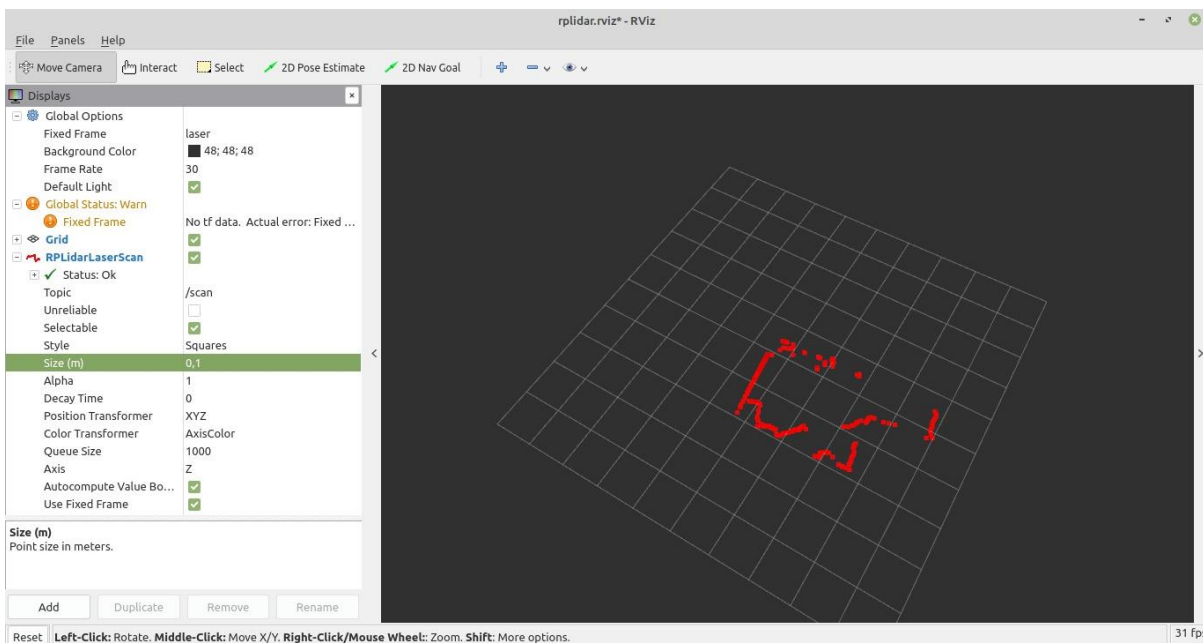 rplidar.rviz* - RViz
File Panels Help
Move Camera Interact Select 2D Pose Estimate 2D Nav Goal
Displays
Global Options
Fixed Frame laser
Background Color 48; 48; 48
Frame Rate 30
Default Light
Global Status: Warn
Fixed Frame No tf data. Actual error: Fixed ...
Grid
RPLidarLaserScan
Status: Ok
Topic /scan
Unreliable
Selectable
Style Squares
Size (m) 0,1
Alpha 1
Decay Time 0
Position Transformer XYZ
Color Transformer AxisColor
Queue Size 1000
Axis Z
Autocompute Value Bo...
Use Fixed Frame
Size (m)
Point size in meters.
Add Duplicate Remove Rename
Reset Left-Click: Rotate. Middle-Click: Move X/Y. Right-Click/Mouse Wheel:: Zoom. Shift: More options. 31 fp